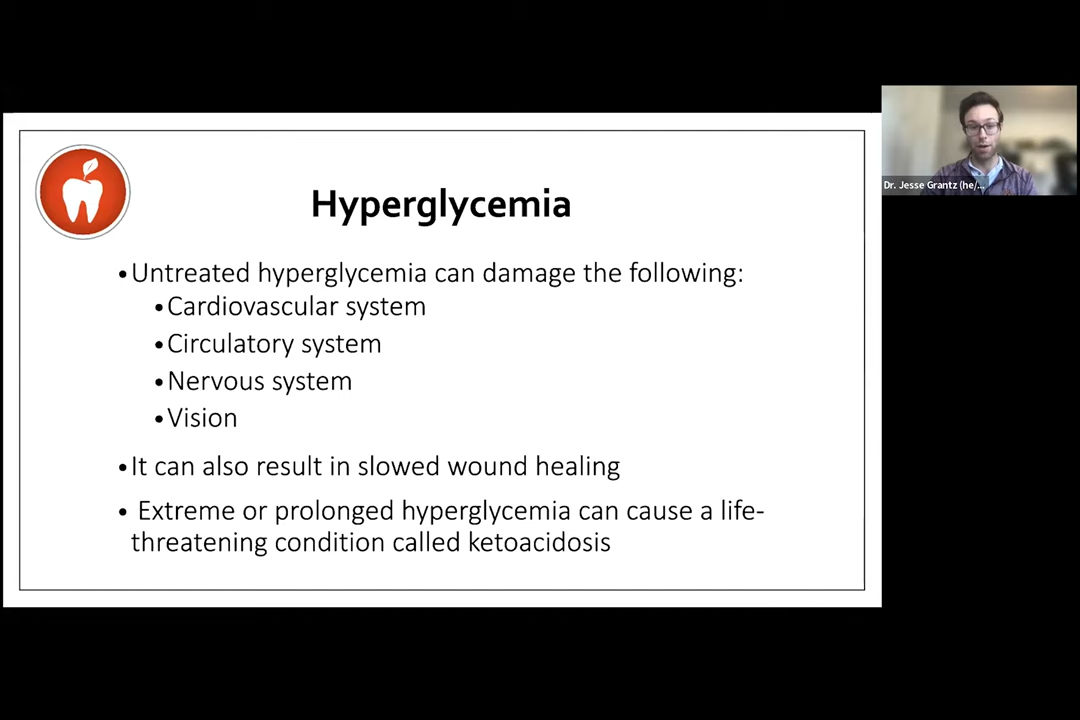 Hyperglycemia
•Untreated hyperglycemia can damage the following:
•Cardiovascular system
•Circulatory system
•Nervous system
•Vision
•It can also result in slowed wound healing
• Extreme or prolonged hyperglycemia can cause a life-
threatening condition called ketoacidosis
Dr. Jesse Grantz (he/...